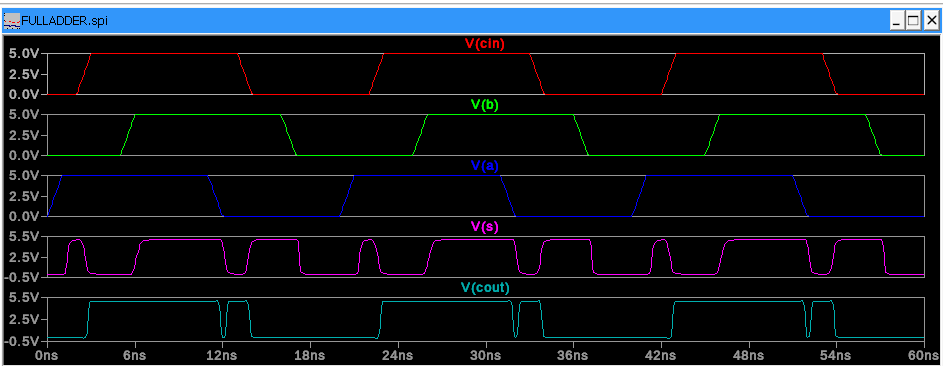 FULLADDER.spi
V(cin)
5.0V
2.5V
0.0V
V(b)
5.0V
2.5V
0.0V
V(a)
5.0V
2.5V
0.0V
V(s)
5.5V
2.5V
-0.5V
V(cout)
5.5V
2.5V
-0.5V
0ns 6ns 12ns 18ns 24ns 30ns 36ns 42ns 48ns 54ns 60ns